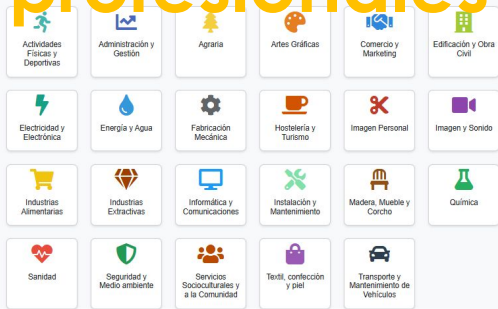 profesionales
Actividades
Físicas y
Deportivas
Administración y
Gestión
Agraria
Artes Gráficas
Comercio y
Marketing
Edificación y Obra
Civil
Electricidad y
Electrónica
Energía y Agua
Fabricación
Mecánica
Hostelería y
Turismo
Imagen Personal
Imagen y Sonido
Industrias
Alimentarias
Industrias
Extractivas
Informática y
Comunicaciones
Instalación y
Mantenimiento
Madera, Mueble y
Corcho
Química
Sanidad
Seguridad y
Medio ambiente
Servicios
Socioculturales y
a la Comunidad
Textil, confección
y piel
Transporte y
Mantenimiento de
Vehículos